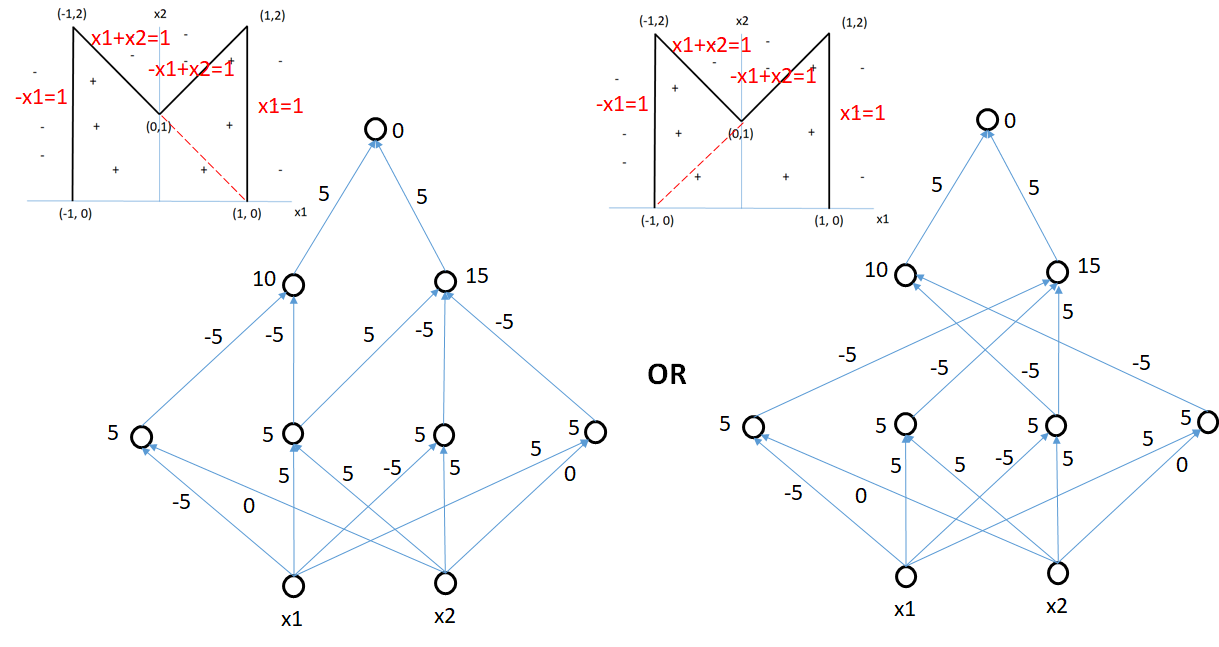 (-1,2) x2 (1,2)
x1+x2=1 -
- -
-x1+x2=1 + -
- +
-x1=1 x1=1
- + (0,1) +
-
+ + -
(-1, 0) (1, 0) x1
0
5 5
10 15
-5 -5 5 -5 -5
5 5 5 5
5 5 -5 5 5 0
-5 0
x1 x2
OR
(-1,2) x2 (1,2)
x1+x2=1 -
- -
-x1+x2=1 + -
- +
-x1=1 x1=1
- + (0,1) +
-
+ + -
(-1, 0) (1, 0) x1
0
5 5
10 15
5
-5 -5 -5 -5
5 5 5 5
5 5 -5 5 5 0
-5 0
x1 x2